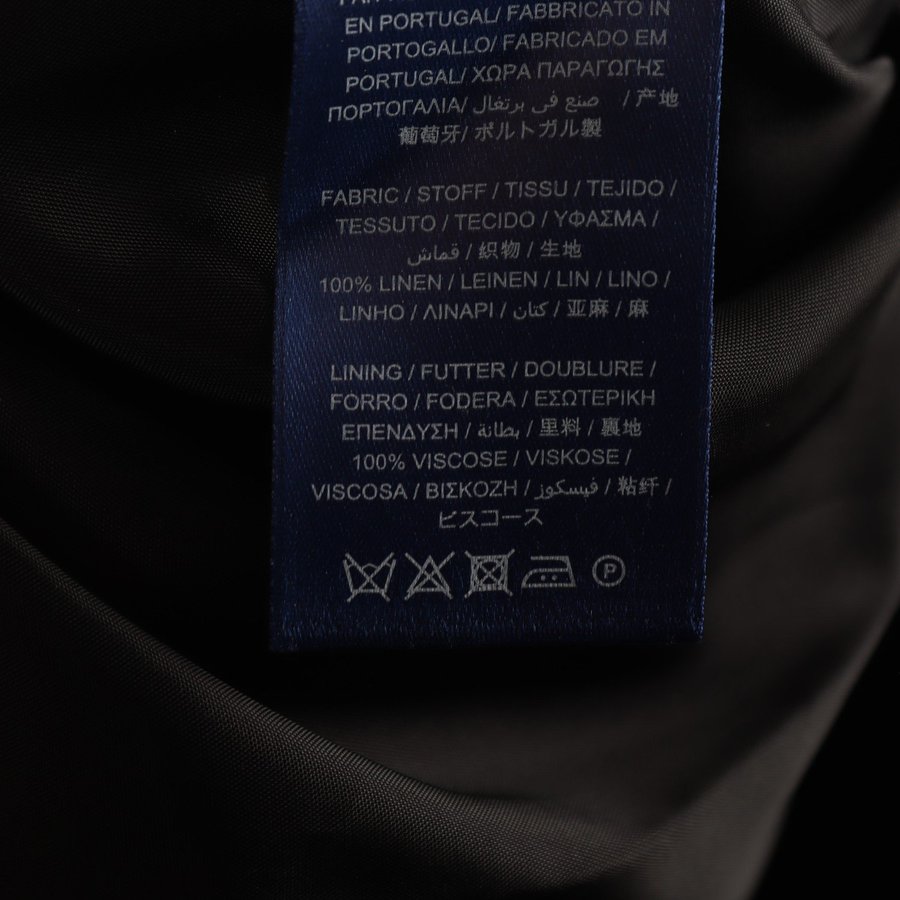 EN PORTUGAL/ FABBRICATO IN
PORTOGALLO/ FABRICADO EM
PORTUGAL/ ΧΩΡΑ ΠΑΡΑΓΩΓΗΣ
ΠΟΡΤΟΓΑΛΙΑ/ صنع في برتغال / 产地
葡萄牙/ ポルトガル製
FABRIC / STOFF / TISSU / TEJIDO /
TESSUTO / TECIDO / ΥΦΑΣΜΑ /
قماش / 织物 / 生地
100% LINEN / LEINEN / LIN / LINO /
LINHO / ΛΙΝΑΡΙ / كتان / 亚麻 / 麻
LINING / FUTTER / DOUBLURE /
FORRO / FODERA / ΕΣΩΤΕΡΙΚΗ
ΕΠΕΝΔΥΣΗ / بطانة / 里料 / 裏地
100% VISCOSE / VISKOSE /
VISCOSA / ΒΙΣΚΟΖΗ / فيسكوز / 粘纤 /
ビスコース
P